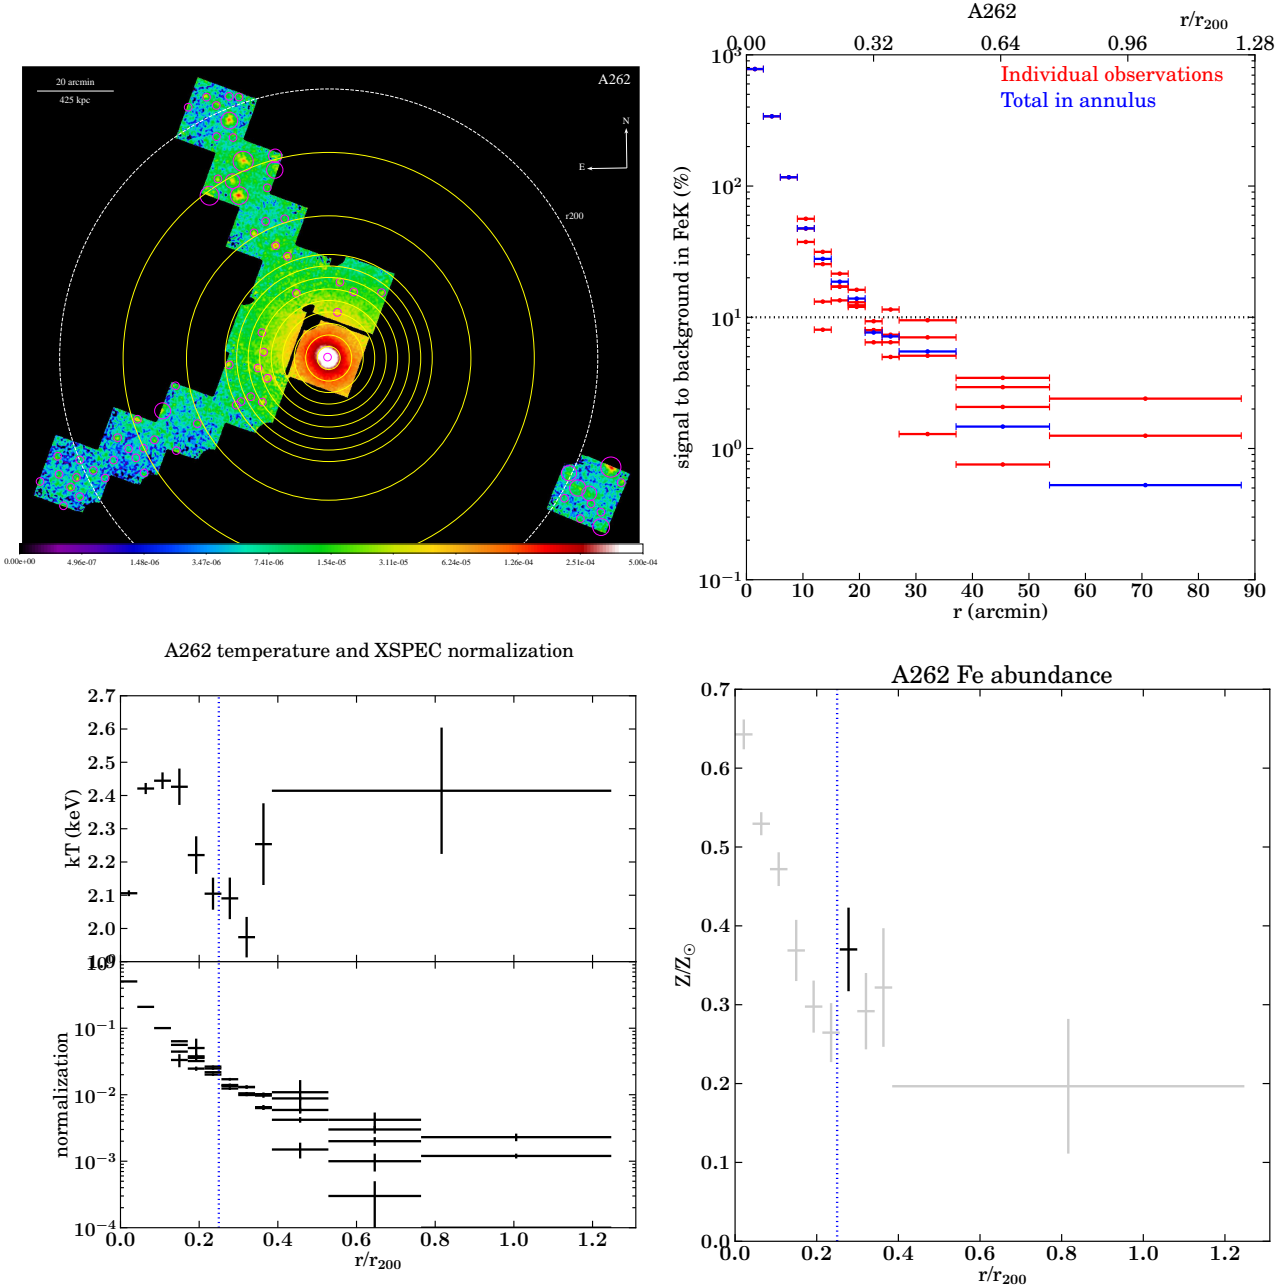 20 arcmin
425 kpc
A262
N
E
r200
0.00e+00 4.96e-07 1.48e-06 3.47e-06 7.41e-06 1.54e-05 3.11e-05 6.24e-05 1.26e-04 2.51e-04 5.00e-04
A262
r/r200
0.00 0.32 0.64 0.96 1.28
Individual observations
Total in annulus
signal to background in FeK (%)
10^3
10^2
10^1
10^0
10^−1
0 10 20 30 40 50 60 70 80 90
r (arcmin)
A262 temperature and XSPEC normalization
kT (keV)
2.7
2.6
2.5
2.4
2.3
2.2
2.1
2.0
1.9
normalization
10^0
10^−1
10^−2
10^−3
10^−4
0.0 0.2 0.4 0.6 0.8 1.0 1.2
r/r200
A262 Fe abundance
Z/Z⊙
0.7
0.6
0.5
0.4
0.3
0.2
0.1
0.0
0.0 0.2 0.4 0.6 0.8 1.0 1.2
r/r200